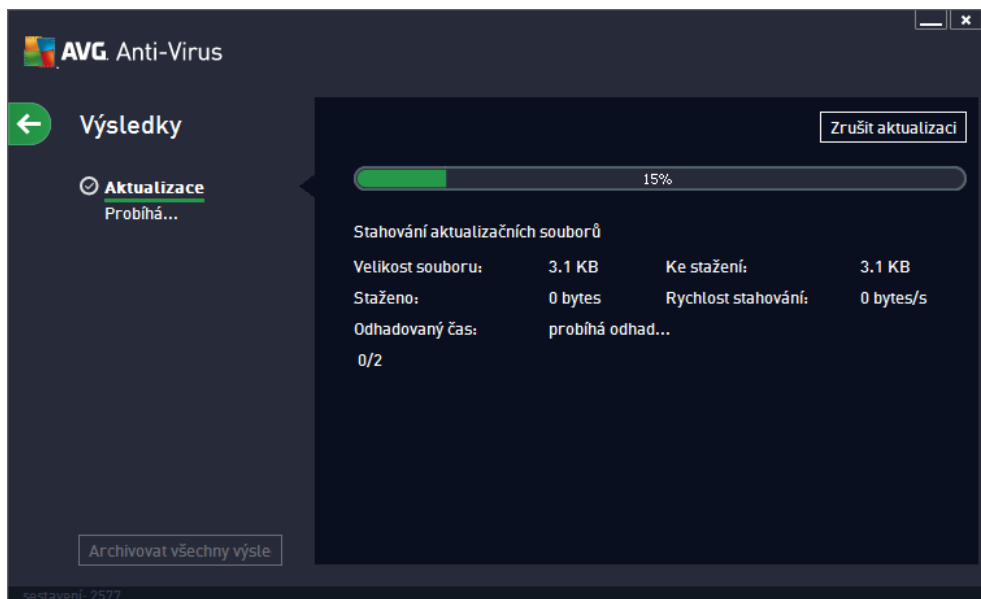 AVG. Anti-Virus
Výsledky
Zrušit aktualizaci
Aktualizace
Probíhá...
15%
Stahování aktualizačních souborů
Velikost souboru: 3.1 KB Ke stažení: 3.1 KB
Staženo: 0 bytes Rychlost stahování: 0 bytes/s
Odhadovaný čas: probíhá odhad...
0/2
Archivovat všechny výsle
sestavení: 2577